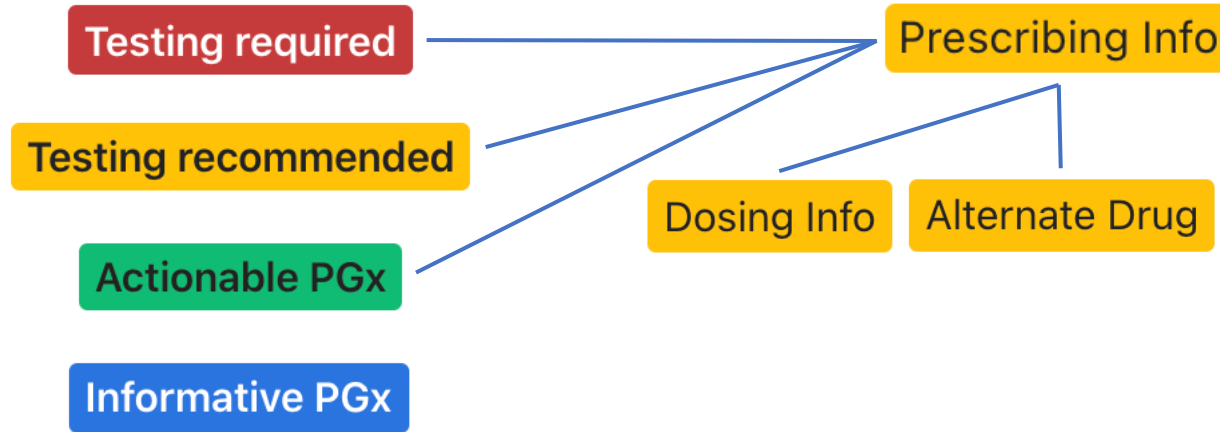 Testing required
Prescribing Info
Testing recommended
Dosing Info
Alternate Drug
Actionable PGx
Informative PGx